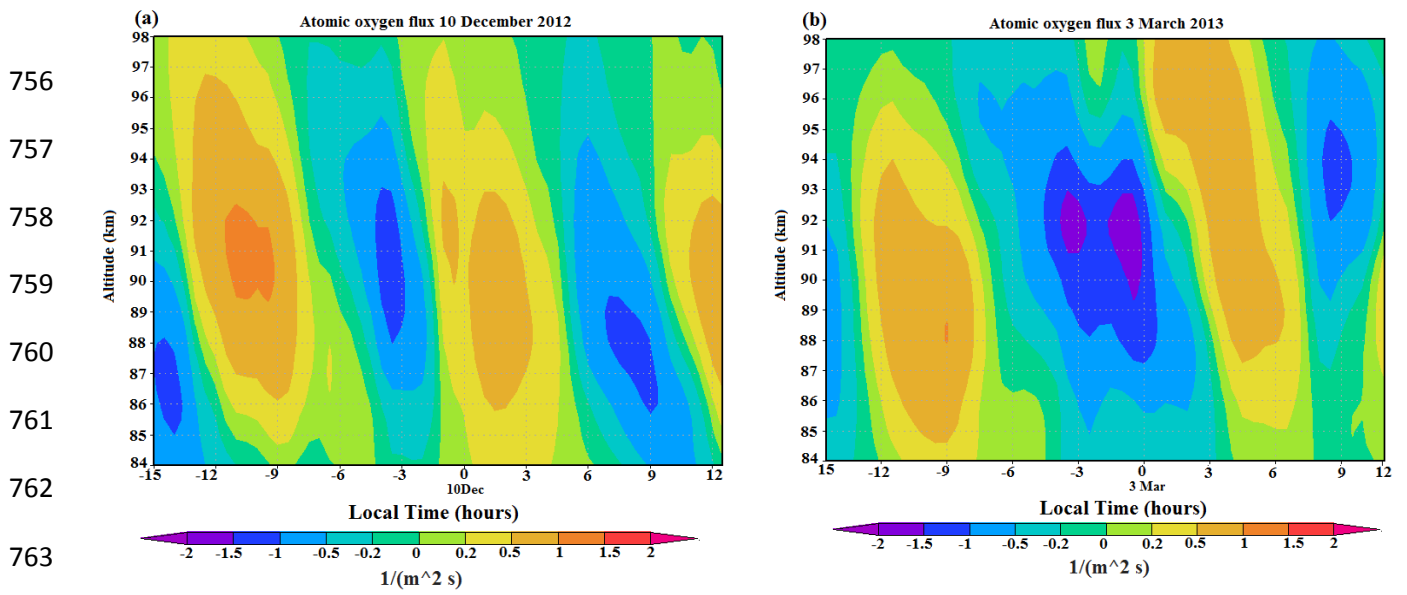 (a)
Atomic oxygen flux 10 December 2012
98
97
96
95
94
93
92
91
90
89
88
87
86
85
84
Altitude (km)
-15 -12 -9 -6 -3 0 3 6 9 12
10Dec
Local Time (hours)
-2 -1.5 -1 -0.5 -0.2 0 0.2 0.5 1 1.5 2
1/(m^2 s)
(b)
Atomic oxygen flux 3 March 2013
98
97
96
95
94
93
92
91
90
89
88
87
86
85
84
Altitude (km)
15 -12 -9 -6 -3 0 3 6 9 12
3 Mar
Local Time (hours)
-2 -1.5 -1 -0.5 -0.2 0 0.2 0.5 1 1.5 2
1/(m^2 s)
756
757
758
759
760
761
762
763